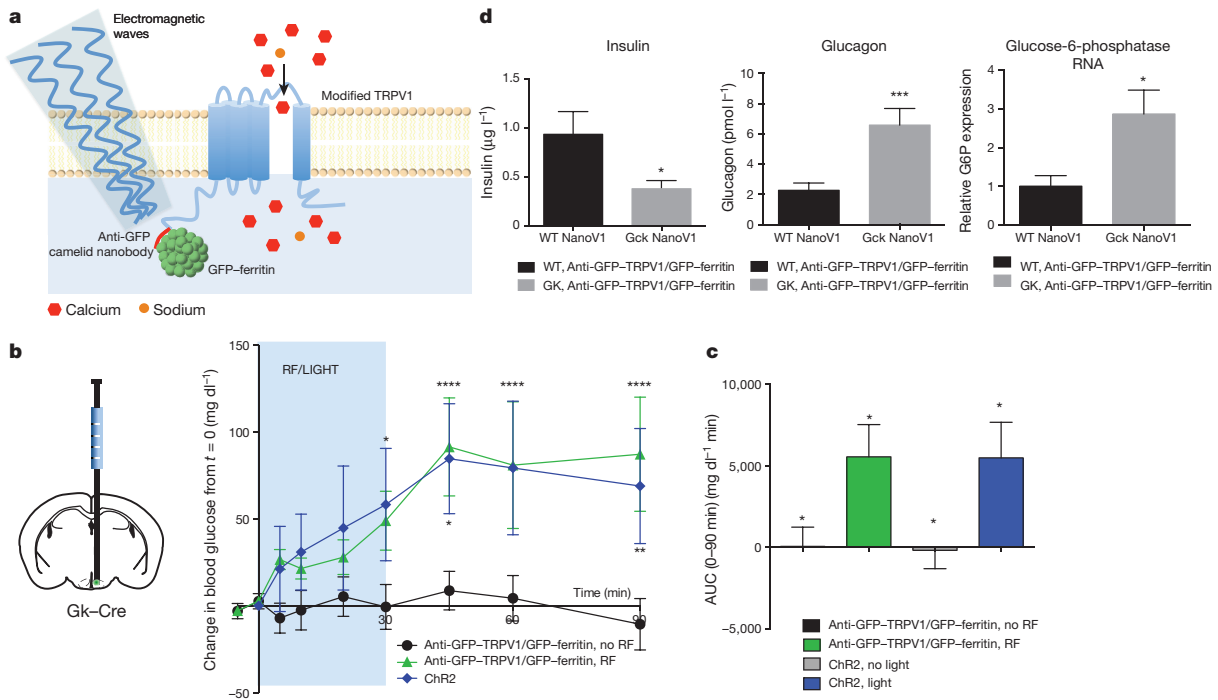 a
Electromagnetic
waves
Modified TRPV1
Anti-GFP
camelid nanobody
GFP–ferritin
Calcium
Sodium
d
Insulin
Insulin (µg l⁻¹)
1.5
1.0
0.5
0
*
WT NanoV1
Gck NanoV1
WT, Anti-GFP–TRPV1/GFP–ferritin
GK, Anti-GFP–TRPV1/GFP–ferritin
Glucagon
Glucagon (pmol l⁻¹)
10
8
6
4
2
0
***
WT NanoV1
Gck NanoV1
WT, Anti-GFP–TRPV1/GFP–ferritin
GK, Anti-GFP–TRPV1/GFP–ferritin
Glucose-6-phosphatase
RNA
Relative G6P expression
4
3
2
1
0
*
WT NanoV1
Gck NanoV1
WT, Anti-GFP–TRPV1/GFP–ferritin
GK, Anti-GFP–TRPV1/GFP–ferritin
b
Gk–Cre
Change in blood glucose from t = 0 (mg dl⁻¹)
150
100
50
0
−50
RF/LIGHT
*
****
****
****
*
**
Time (min)
30
60
90
Anti-GFP–TRPV1/GFP–ferritin, no RF
Anti-GFP–TRPV1/GFP–ferritin, RF
ChR2
c
AUC (0–90 min) (mg dl⁻¹ min)
10,000
5,000
0
−5,000
*
*
*
*
Anti-GFP–TRPV1/GFP–ferritin, no RF
Anti-GFP–TRPV1/GFP–ferritin, RF
ChR2, no light
ChR2, light